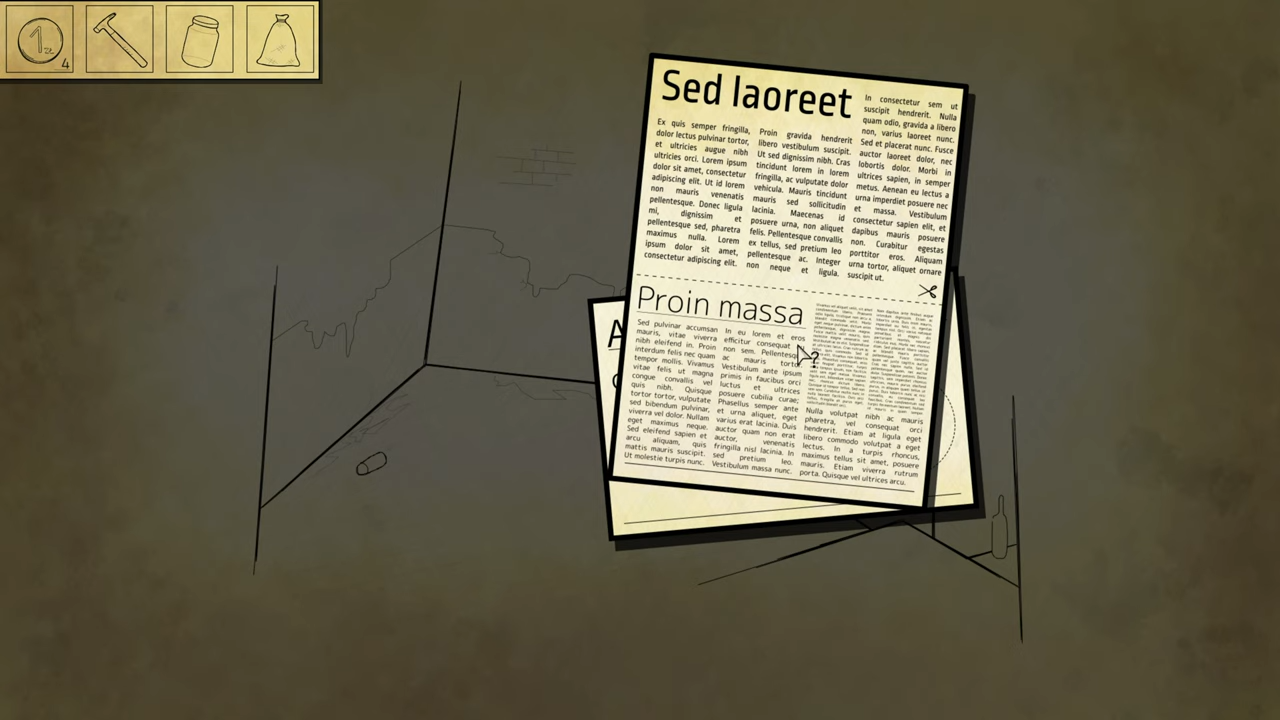 1 zł
4
Sed laoreet
Ex quis semper fringilla,
dolor lectus pulvinar tortor,
et ultricies augue nibh
ultricies orci. Lorem ipsum
dolor sit amet, consectetur
adipiscing elit. Ut id lorem
non mauris venenatis
pellentesque. Donec ligula
mi, dignissim et
pellentesque sed, pharetra
maximus nulla. Lorem
ipsum dolor sit amet,
consectetur adipiscing elit.
Proin gravida hendrerit
libero vestibulum suscipit.
Ut sed dignissim nibh. Cras
tincidunt lorem in lorem
fringilla, ac vulputate dolor
vehicula. Mauris tincidunt
mauris sed sollicitudin
lacinia. Maecenas id
posuere urna, non aliquet
felis. Pellentesque convallis
ex tellus, sed pretium leo
pellentesque ac. Integer
non neque et ligula.
In consectetur sem ut
suscipit hendrerit. Nulla
quam odio, gravida a libero
non, varius laoreet nunc.
Sed et placerat nunc. Fusce
auctor laoreet dolor, nec
lobortis dolor. Morbi in
ultrices sapien, in semper
metus. Aenean eu lectus a
urna imperdiet posuere nec
et massa. Vestibulum
consectetur sapien elit, et
dapibus mauris posuere
non. Curabitur egestas
porttitor eros. Aliquam
urna tortor, aliquet ornare
suscipit ut.
Proin massa
Sed pulvinar accumsan
mauris, vitae viverra
nibh eleifend in. Proin
interdum felis nec quam
tempor mollis. Vivamus
vitae felis ut magna
congue convallis vel
quis nibh. Quisque
tortor tortor, vulputate
sed bibendum pulvinar,
viverra vel dolor. Nullam
eget maximus neque.
Sed eleifend sapien et
arcu aliquam, quis
mattis mauris suscipit.
Ut molestie turpis nunc.
In eu lorem et eros
efficitur consequat
non sem. Pellentesque
ac mauris tortor.
Vestibulum ante ipsum
primis in faucibus orci
luctus et ultrices
posuere cubilia curae;
Phasellus semper ante
et urna aliquet, eget
varius erat lacinia. Duis
auctor quam non erat
auctor, venenatis
fringilla nisl lacinia. In
sed pretium leo.
Vestibulum massa nunc.
Nulla volutpat nibh ac mauris
pharetra, vel consequat orci
hendrerit. Etiam at ligula eget
libero commodo volutpat a eget
lectus. In a turpis rhoncus,
maximus tellus sit amet, posuere
mauris. Etiam viverra rutrum
porta. Quisque vel ultrices arcu.
A
?